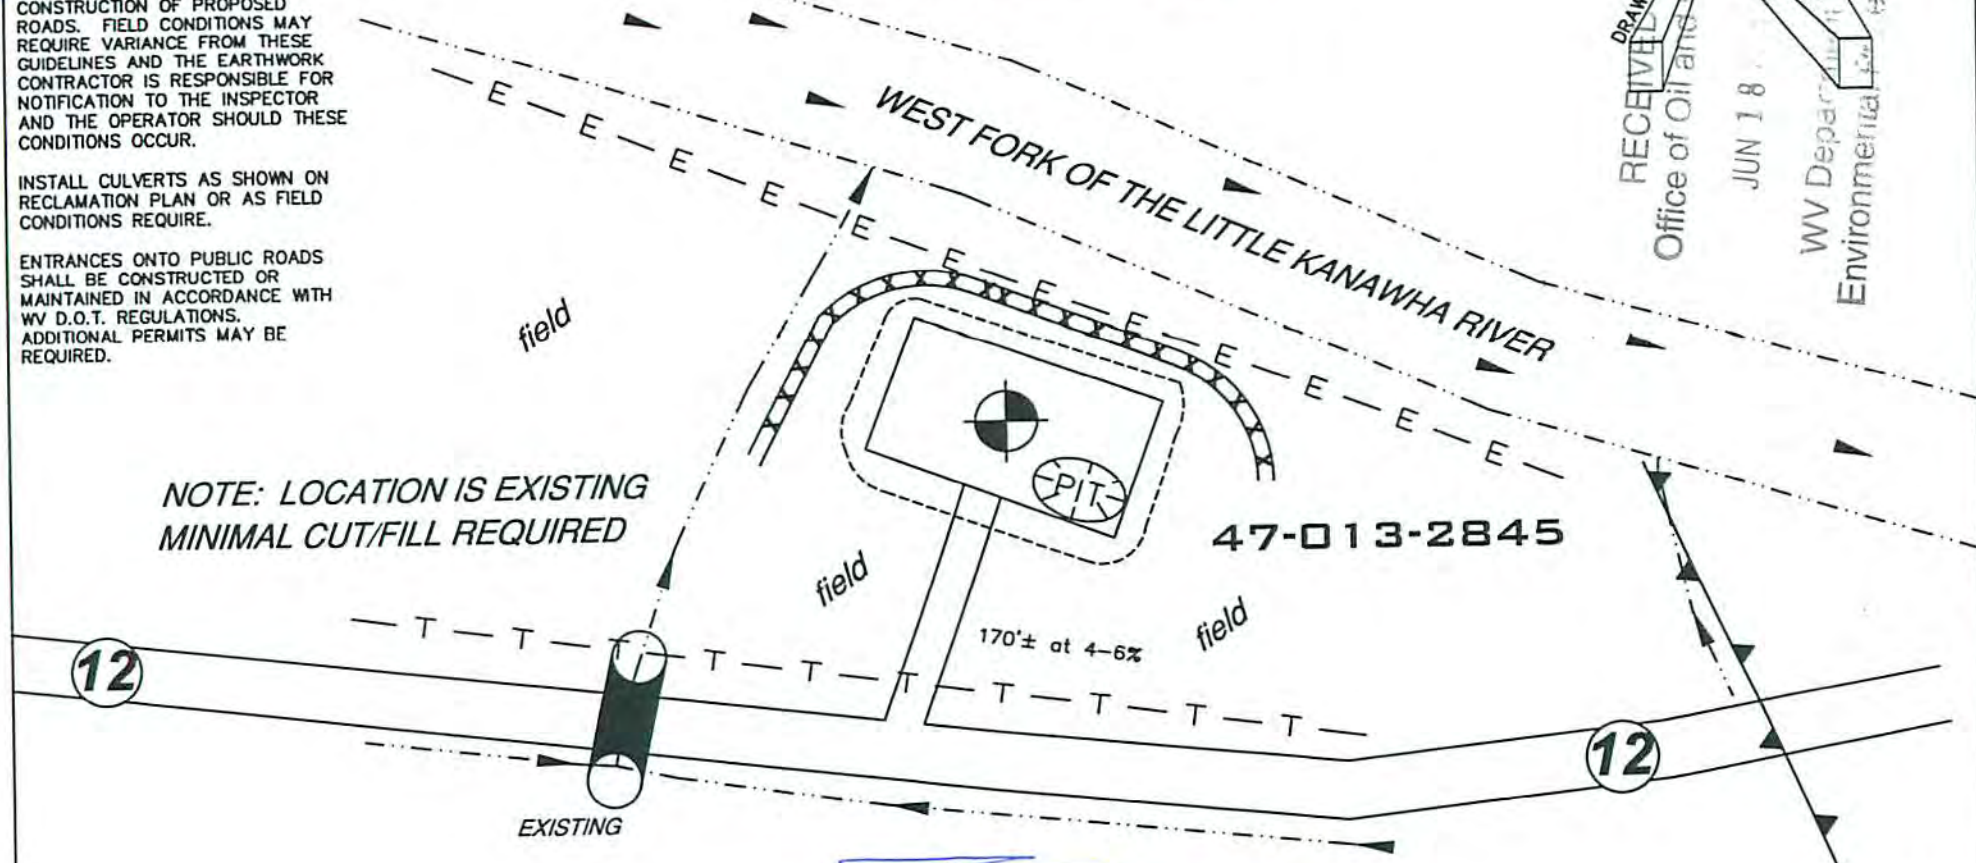 CONSTRUCTION OF PROPOSED
ROADS. FIELD CONDITIONS MAY
REQUIRE VARIANCE FROM THESE
GUIDELINES AND THE EARTHWORK
CONTRACTOR IS RESPONSIBLE FOR
NOTIFICATION TO THE INSPECTOR
AND THE OPERATOR SHOULD THESE
CONDITIONS OCCUR.
INSTALL CULVERTS AS SHOWN ON
RECLAMATION PLAN OR AS FIELD
CONDITIONS REQUIRE.
ENTRANCES ONTO PUBLIC ROADS
SHALL BE CONSTRUCTED OR
MAINTAINED IN ACCORDANCE WITH
WV D.O.T. REGULATIONS.
ADDITIONAL PERMITS MAY BE
REQUIRED.
DRAW
RECEIVED
Office of Oil and
JUN 18
WV
Environmental
WEST FORK OF THE LITTLE KANAWHA RIVER
E E E E E E E E E E E E
field
NOTE: LOCATION IS EXISTING
MINIMAL CUT/FILL REQUIRED
PIT
47-013-2845
field
field
170'± at 4-6%
T T T T T T T T T T
12
12
EXISTING